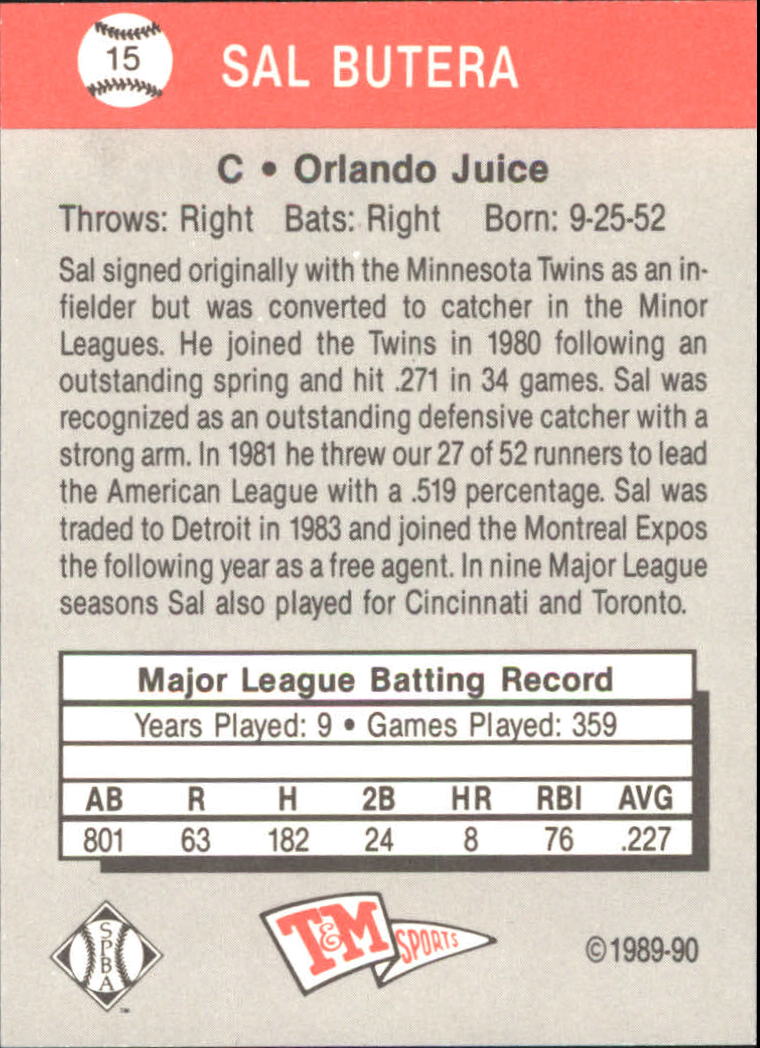 15
SAL BUTERA
C • Orlando Juice
Throws: Right Bats: Right Born: 9-25-52
Sal signed originally with the Minnesota Twins as an in-
fielder but was converted to catcher in the Minor
Leagues. He joined the Twins in 1980 following an
outstanding spring and hit .271 in 34 games. Sal was
recognized as an outstanding defensive catcher with a
strong arm. In 1981 he threw our 27 of 52 runners to lead
the American League with a .519 percentage. Sal was
traded to Detroit in 1983 and joined the Montreal Expos
the following year as a free agent. In nine Major League
seasons Sal also played for Cincinnati and Toronto.
Major League Batting Record
Years Played: 9 • Games Played: 359
AB R H 2B HR RBI AVG
801 63 182 24 8 76 .227
SPBA
™
T&M
SPORTS
©1989-90